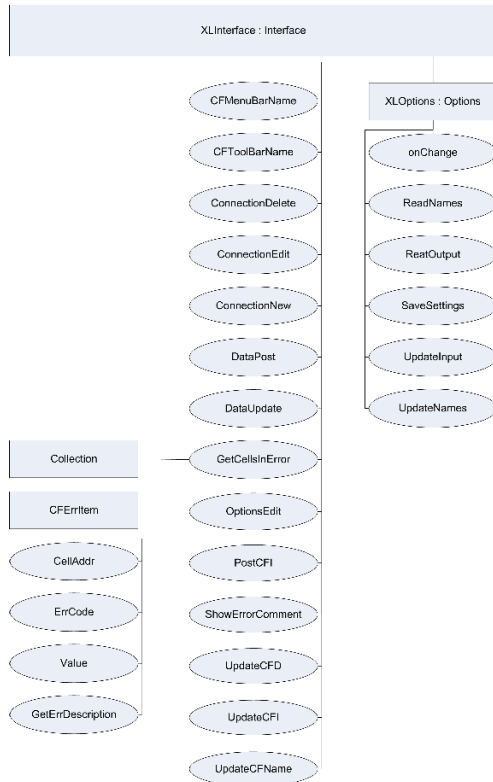 XLInterface : Interface
CFMenuBarName
CFToolBarName
ConnectionDelete
ConnectionEdit
ConnectionNew
DataPost
DataUpdate
GetCellsInError
OptionsEdit
PostCFI
ShowErrorComment
UpdateCFD
UpdateCFI
UpdateCFName
XLOptions : Options
onChange
ReadNames
ReatOutput
SaveSettings
UpdateInput
UpdateNames
Collection
CFErrItem
CellAddr
ErrCode
Value
GetErrDescription